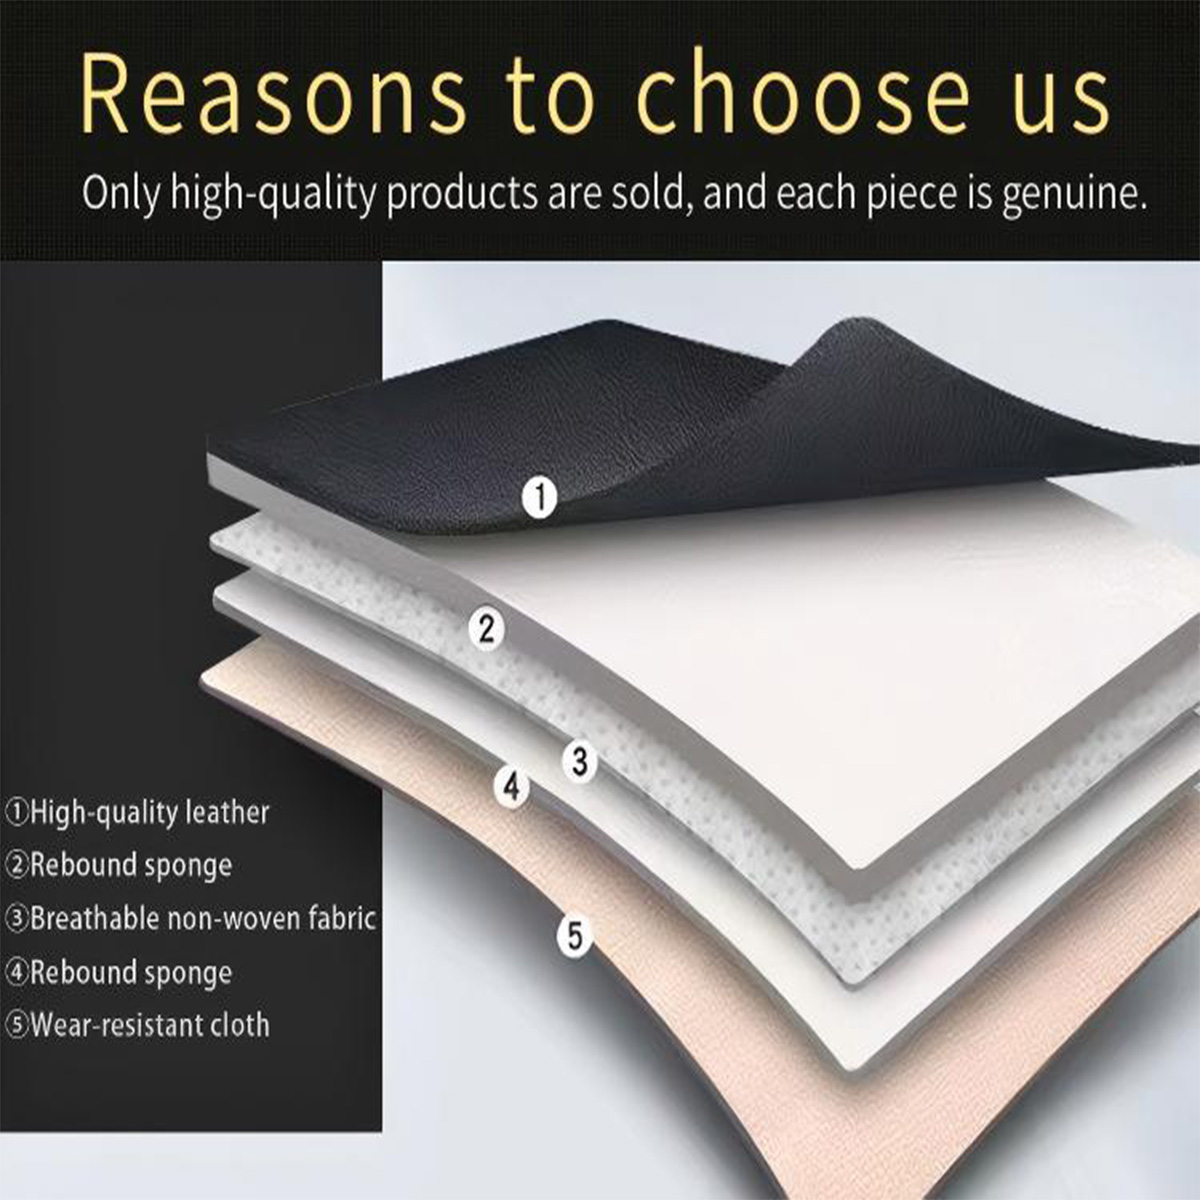 Reasons to choose us
Only high-quality products are sold, and each piece is genuine.
①
②
③
④
⑤
①High-quality leather
②Rebound sponge
③Breathable non-woven fabric
④Rebound sponge
⑤Wear-resistant cloth